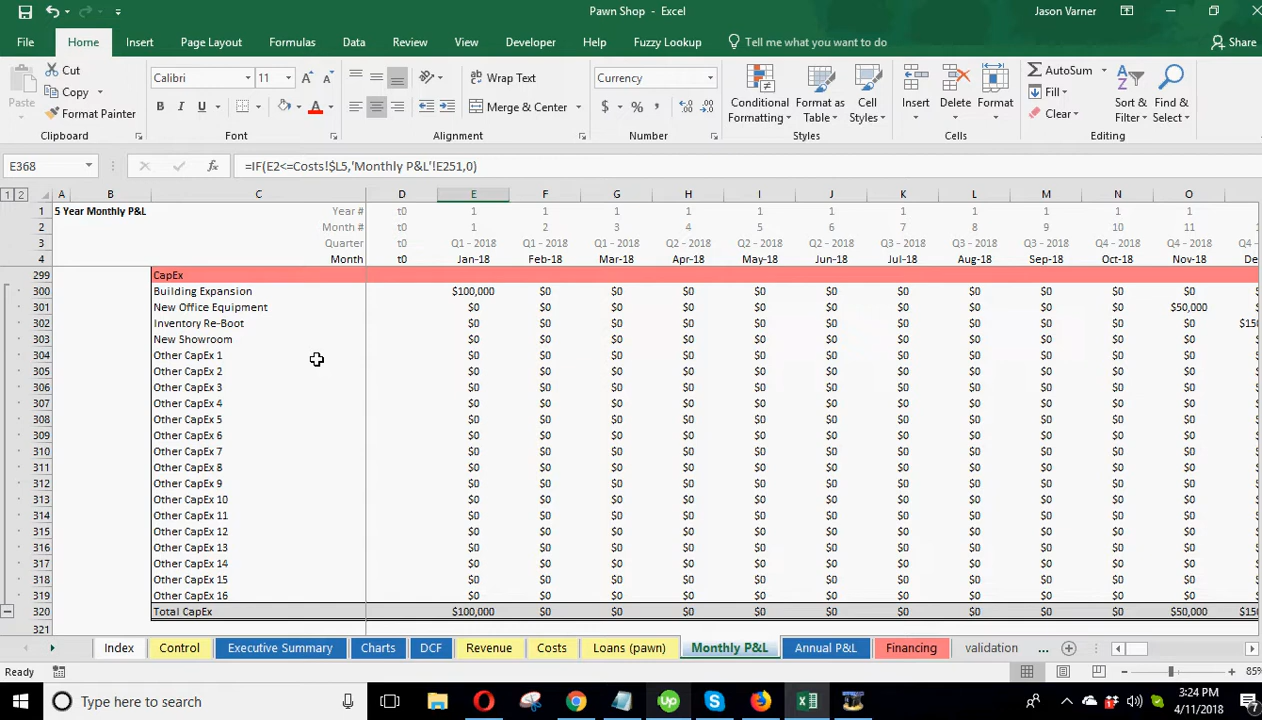 Pawn Shop - Excel
Jason Varner
File Home Insert Page Layout Formulas Data Review View Developer Help Fuzzy Lookup Tell me what you want to do Share
Paste
Cut
Copy
Format Painter
Clipboard
Calibri 11
B I U
Font
Wrap Text
Merge & Center
Alignment
Currency
$ % ,
Number
Conditional Formatting
Format as Table
Cell Styles
Styles
Insert Delete Format
Cells
AutoSum
Fill
Clear
Sort & Filter
Find & Select
Editing
E368 fx =IF(E2<=Costs!$L5,'Monthly P&L'!E251,0)
1 2 A B C D E F G H I J K L M N O
1 5 Year Monthly P&L Year # t0 1 1 1 1 1 1 1 1 1 1 1
2 Month # t0 1 2 3 4 5 6 7 8 9 10 11
3 Quarter t0 Q1 - 2018 Q1 - 2018 Q1 - 2018 Q2 - 2018 Q2 - 2018 Q2 - 2018 Q3 - 2018 Q3 - 2018 Q3 - 2018 Q4 - 2018 Q4 - 2018 Q4 -
4 Month t0 Jan-18 Feb-18 Mar-18 Apr-18 May-18 Jun-18 Jul-18 Aug-18 Sep-18 Oct-18 Nov-18 De
299 CapEx
300 Building Expansion $100,000 $0 $0 $0 $0 $0 $0 $0 $0 $0 $0 $
301 New Office Equipment $0 $0 $0 $0 $0 $0 $0 $0 $0 $0 $50,000 $
302 Inventory Re-Boot $0 $0 $0 $0 $0 $0 $0 $0 $0 $0 $0 $15
303 New Showroom $0 $0 $0 $0 $0 $0 $0 $0 $0 $0 $0 $
304 Other CapEx 1 $0 $0 $0 $0 $0 $0 $0 $0 $0 $0 $0 $
305 Other CapEx 2 $0 $0 $0 $0 $0 $0 $0 $0 $0 $0 $0 $
306 Other CapEx 3 $0 $0 $0 $0 $0 $0 $0 $0 $0 $0 $0 $
307 Other CapEx 4 $0 $0 $0 $0 $0 $0 $0 $0 $0 $0 $0 $
308 Other CapEx 5 $0 $0 $0 $0 $0 $0 $0 $0 $0 $0 $0 $
309 Other CapEx 6 $0 $0 $0 $0 $0 $0 $0 $0 $0 $0 $0 $
310 Other CapEx 7 $0 $0 $0 $0 $0 $0 $0 $0 $0 $0 $0 $
311 Other CapEx 8 $0 $0 $0 $0 $0 $0 $0 $0 $0 $0 $0 $
312 Other CapEx 9 $0 $0 $0 $0 $0 $0 $0 $0 $0 $0 $0 $
313 Other CapEx 10 $0 $0 $0 $0 $0 $0 $0 $0 $0 $0 $0 $
314 Other CapEx 11 $0 $0 $0 $0 $0 $0 $0 $0 $0 $0 $0 $
315 Other CapEx 12 $0 $0 $0 $0 $0 $0 $0 $0 $0 $0 $0 $
316 Other CapEx 13 $0 $0 $0 $0 $0 $0 $0 $0 $0 $0 $0 $
317 Other CapEx 14 $0 $0 $0 $0 $0 $0 $0 $0 $0 $0 $0 $
318 Other CapEx 15 $0 $0 $0 $0 $0 $0 $0 $0 $0 $0 $0 $
319 Other CapEx 16 $0 $0 $0 $0 $0 $0 $0 $0 $0 $0 $0 $
320 Total CapEx $100,000 $0 $0 $0 $0 $0 $0 $0 $0 $0 $50,000 $15
321
Index Control Executive Summary Charts DCF Revenue Costs Loans (pawn) Monthly P&L Annual P&L Financing validation ...
Ready 85%
Type here to search
3:24 PM
4/11/2018